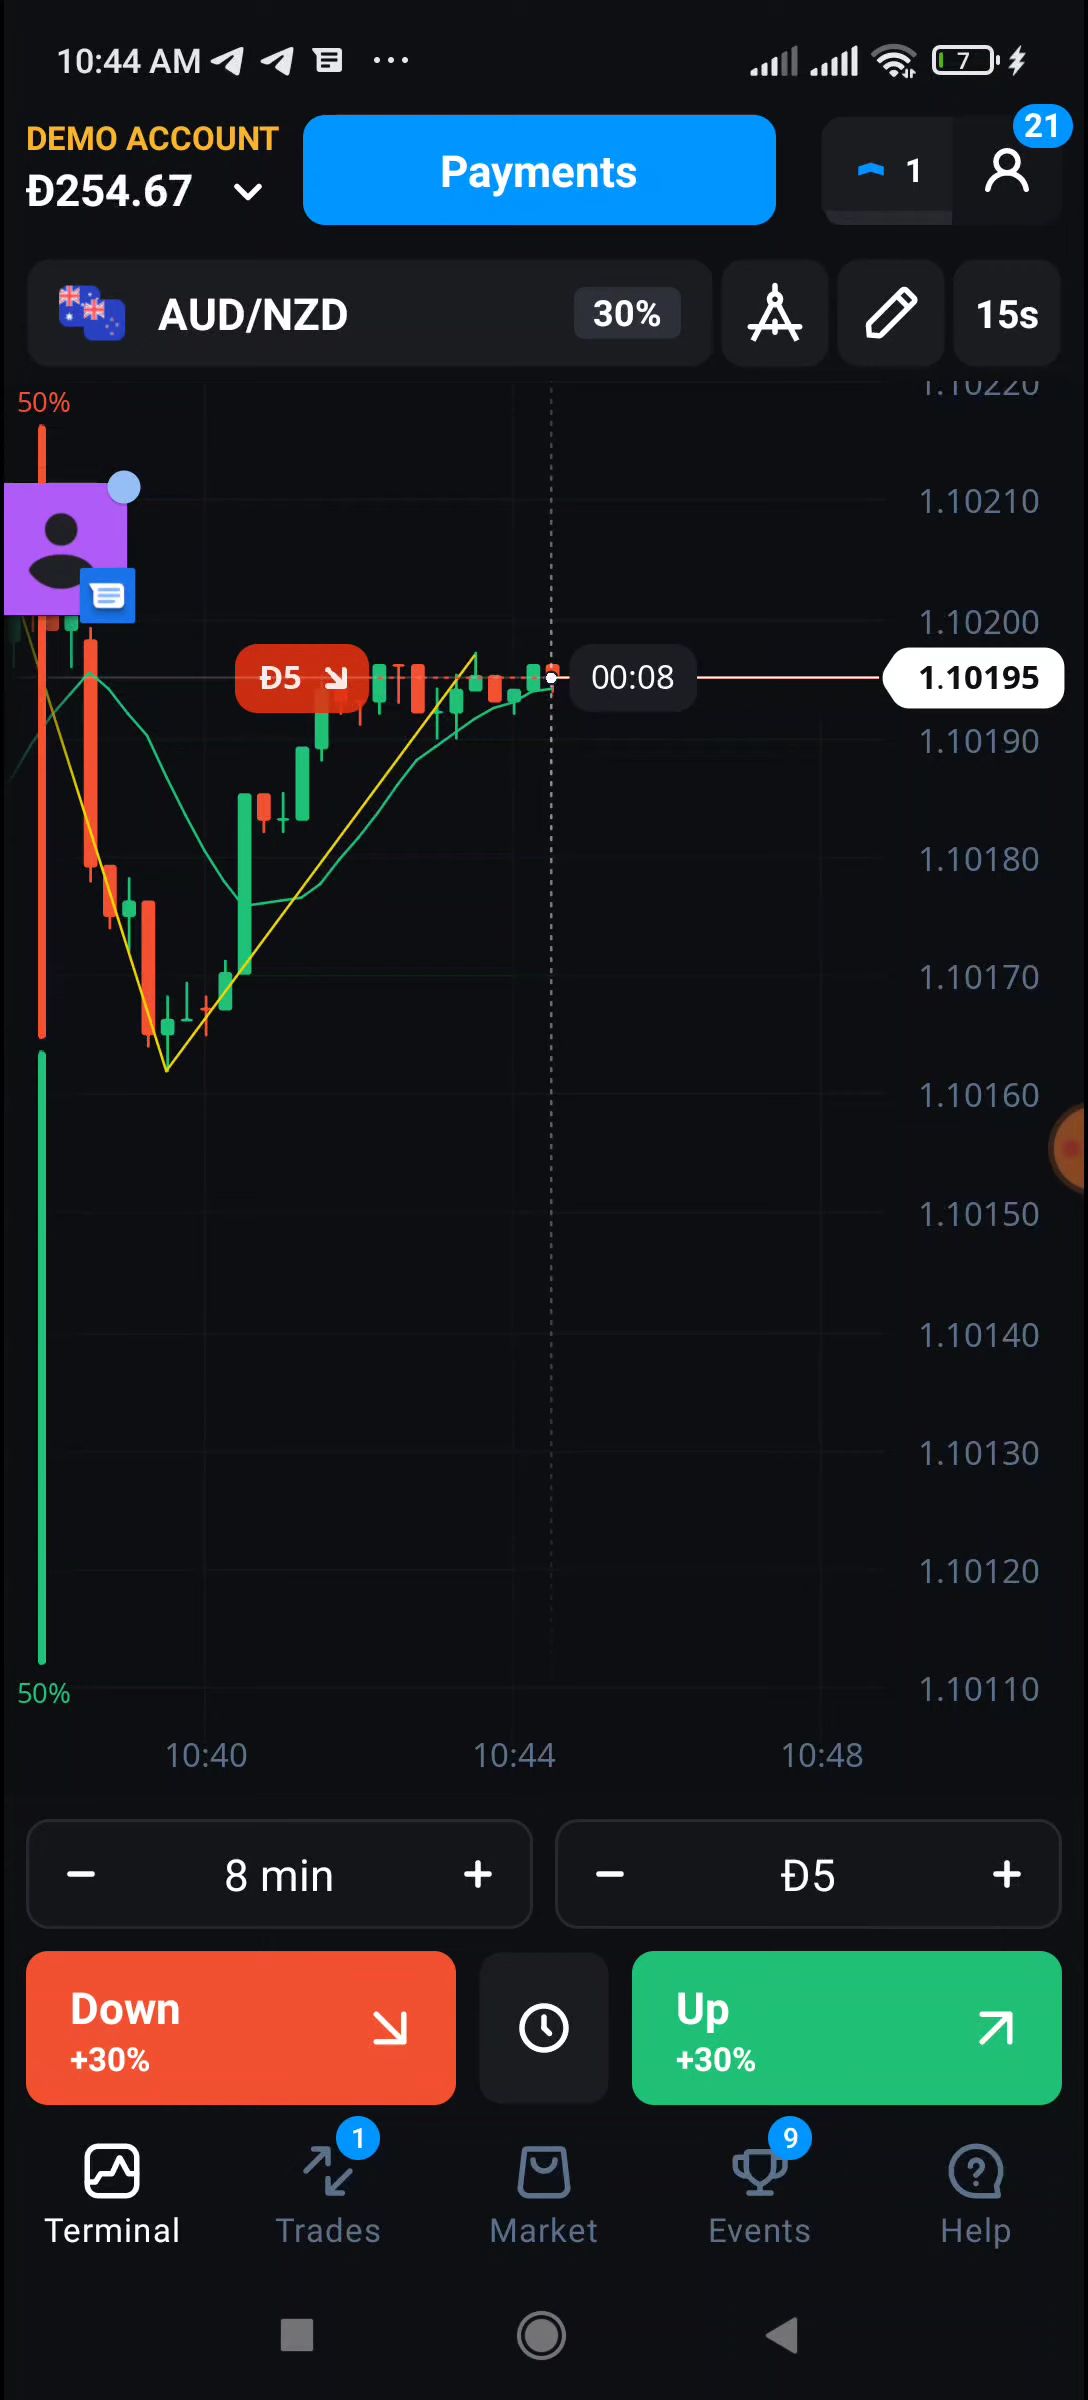 10:44 AM ... 7
DEMO ACCOUNT
Đ254.67
Payments
1
21
AUD/NZD
30%
15s
50%
1.10220
1.10210
1.10200
Đ5
00:08
1.10195
1.10190
1.10180
1.10170
1.10160
1.10150
1.10140
1.10130
1.10120
1.10110
50%
10:40 10:44 10:48
8 min
Đ5
Down
+30%
Up
+30%
1
9
Terminal
Trades
Market
Events
Help